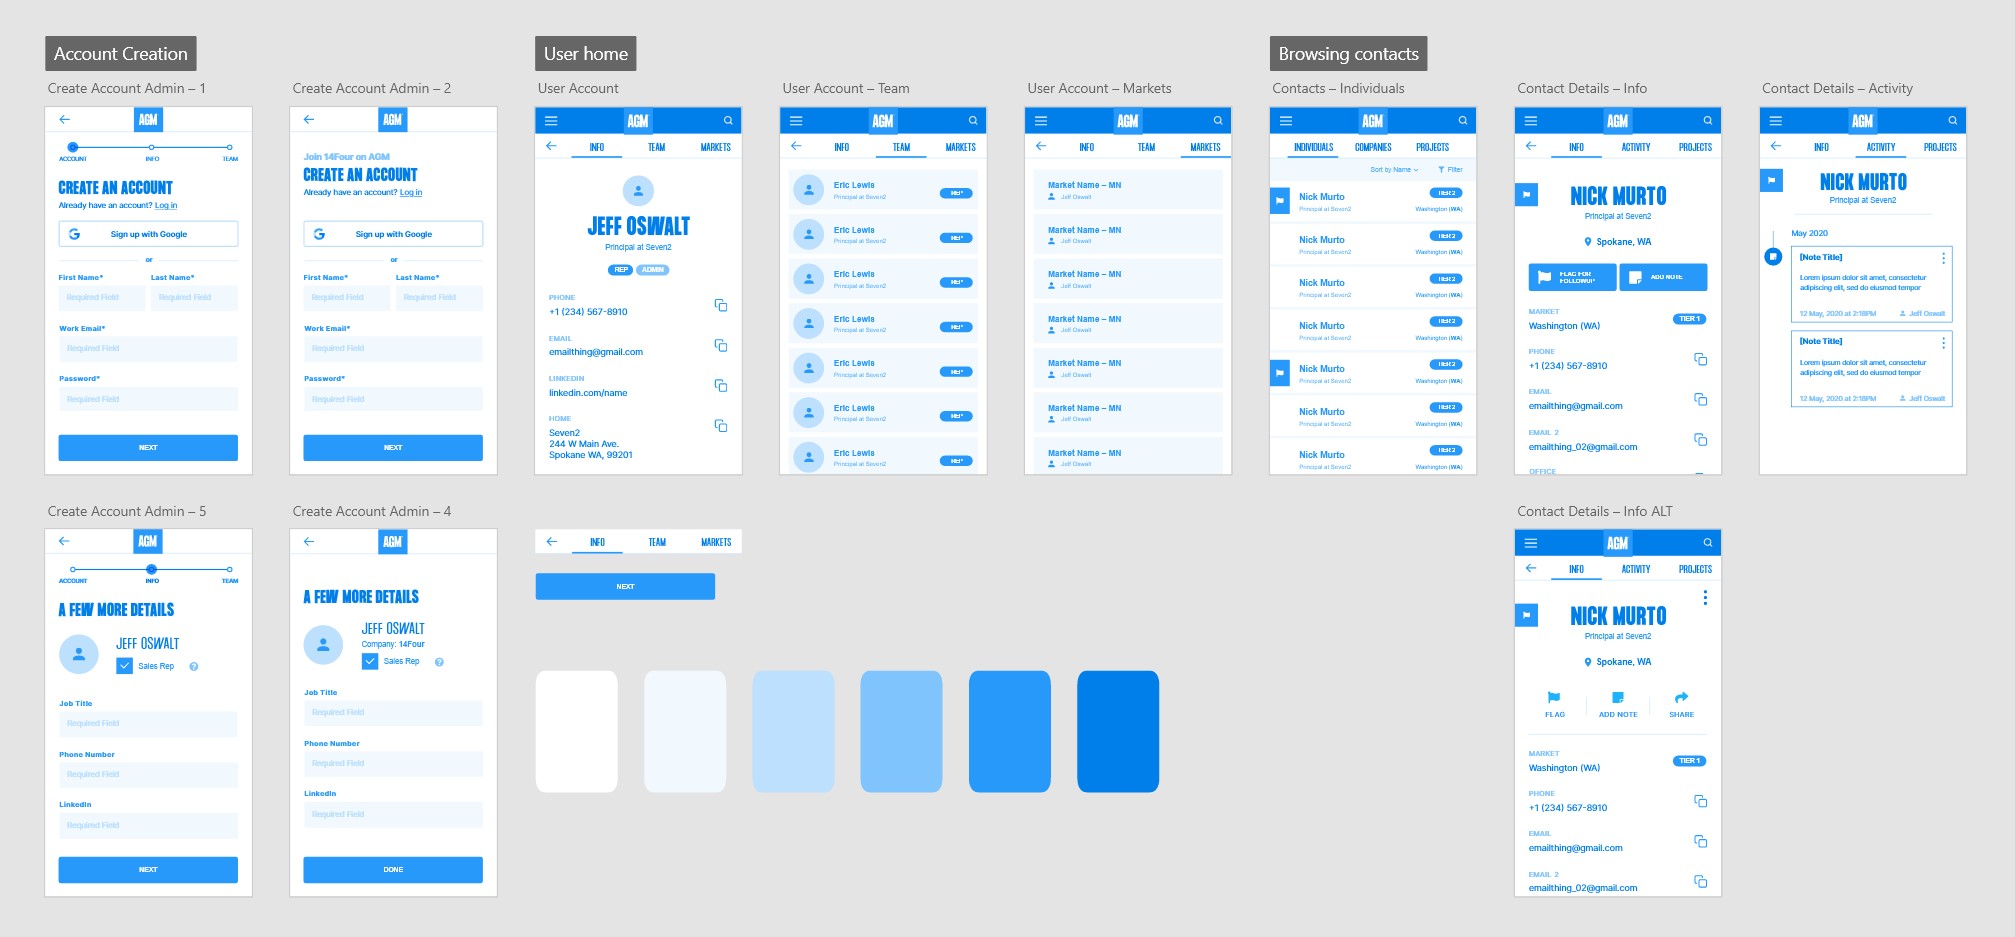 Account Creation
User home
Browsing contacts
Create Account Admin – 1
AGM
ACCOUNT INFO TEAM
CREATE AN ACCOUNT
Already have an account? Log in
Sign up with Google
or
First Name* Last Name*
Required Field Required Field
Work Email*
Required Field
Password*
Required Field
NEXT
Create Account Admin – 2
AGM
Join 14Four on AGM
CREATE AN ACCOUNT
Already have an account? Log in
Sign up with Google
or
First Name* Last Name*
Required Field Required Field
Work Email*
Required Field
Password*
Required Field
NEXT
User Account
AGM
INFO TEAM MARKETS
JEFF OSWALT
Principal at Seven2
REP ADMIN
PHONE
+1 (234) 567-8910
EMAIL
emailthing@gmail.com
LINKEDIN
linkedin.com/name
HOME
Seven2
244 W Main Ave.
Spokane WA, 99201
User Account – Team
AGM
INFO TEAM MARKETS
Eric Lewis
Principal at Seven2
REP
Eric Lewis
Principal at Seven2
REP
Eric Lewis
Principal at Seven2
REP
Eric Lewis
Principal at Seven2
REP
Eric Lewis
Principal at Seven2
REP
Eric Lewis
Principal at Seven2
REP
Eric Lewis
Principal at Seven2
REP
User Account – Markets
AGM
INFO TEAM MARKETS
Market Name – MN
Jeff Oswalt
Market Name – MN
Jeff Oswalt
Market Name – MN
Jeff Oswalt
Market Name – MN
Jeff Oswalt
Market Name – MN
Jeff Oswalt
Market Name – MN
Jeff Oswalt
Market Name – MN
Jeff Oswalt
Contacts – Individuals
AGM
INDIVIDUALS COMPANIES PROJECTS
Sort by Name Filter
Nick Murto TIER 2
Principal at Seven2 Washington (WA)
Nick Murto TIER 2
Principal at Seven2 Washington (WA)
Nick Murto TIER 2
Principal at Seven2 Washington (WA)
Nick Murto TIER 2
Principal at Seven2 Washington (WA)
Nick Murto TIER 2
Principal at Seven2 Washington (WA)
Nick Murto TIER 2
Principal at Seven2 Washington (WA)
Nick Murto TIER 2
Principal at Seven2 Washington (WA)
Contact Details – Info
AGM
INFO ACTIVITY PROJECTS
NICK MURTO
Principal at Seven2
Spokane, WA
FLAG FOR
FOLLOWUP
ADD NOTE
MARKET
Washington (WA) TIER 1
PHONE
+1 (234) 567-8910
EMAIL
emailthing@gmail.com
EMAIL 2
emailthing_02@gmail.com
OFFICE
Contact Details – Activity
AGM
INFO ACTIVITY PROJECTS
NICK MURTO
Principal at Seven2
May 2020
[Note Title]
Lorem ipsum dolor sit amet, consectetur
adipiscing elit, sed do eiusmod tempor
12 May, 2020 at 2:18PM Jeff Oswalt
[Note Title]
Lorem ipsum dolor sit amet, consectetur
adipiscing elit, sed do eiusmod tempor
12 May, 2020 at 2:18PM Jeff Oswalt
Create Account Admin – 5
AGM
ACCOUNT INFO TEAM
A FEW MORE DETAILS
JEFF OSWALT
Sales Rep ?
Job Title
Required Field
Phone Number
Required Field
LinkedIn
Required Field
NEXT
Create Account Admin – 4
AGM
A FEW MORE DETAILS
JEFF OSWALT
Company: 14Four
Sales Rep ?
Job Title
Required Field
Phone Number
Required Field
LinkedIn
Required Field
DONE
INFO TEAM MARKETS
NEXT
Contact Details – Info ALT
AGM
INFO ACTIVITY PROJECTS
NICK MURTO
Principal at Seven2
Spokane, WA
FLAG ADD NOTE SHARE
MARKET
Washington (WA) TIER 1
PHONE
+1 (234) 567-8910
EMAIL
emailthing@gmail.com
EMAIL 2
emailthing_02@gmail.com